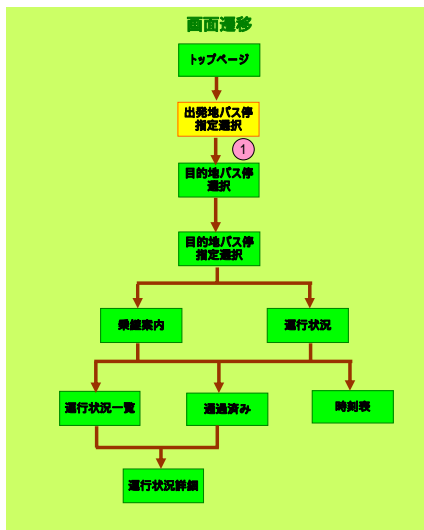 画面遷移
トップページ
出発地バス停
指定選択
1
目的地バス停
選択
目的地バス停
指定選択
乗継案内
運行状況
運行状況一覧
通過済み
時刻表
運行状況詳細